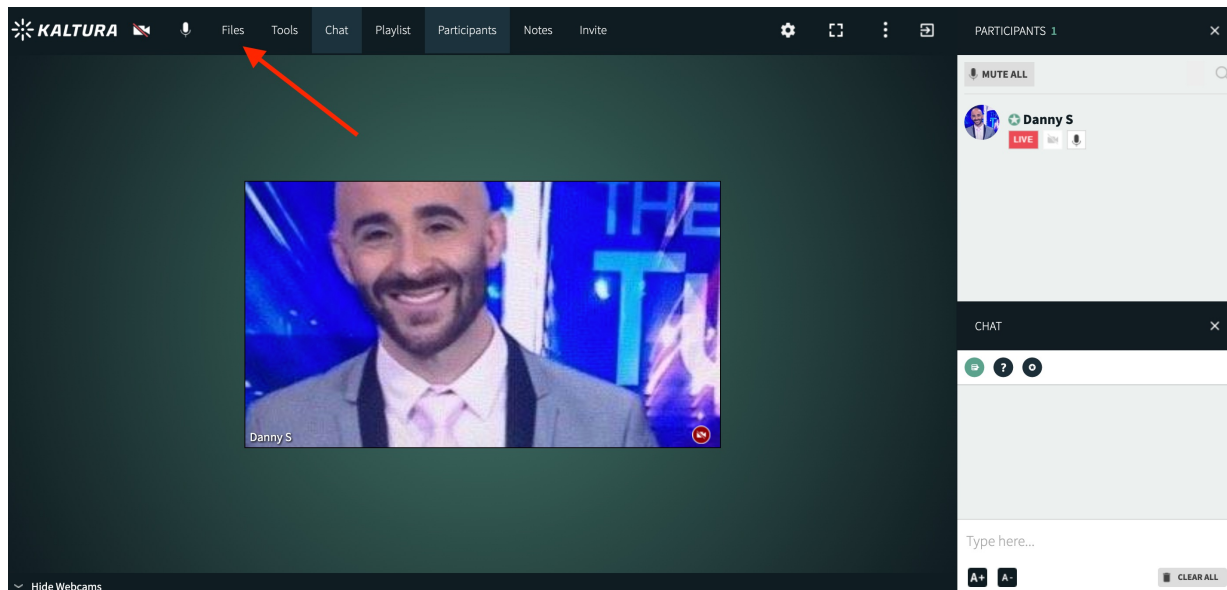 KALTURA
Files Tools Chat Playlist Participants Notes Invite
PARTICIPANTS 1
MUTE ALL
Danny S
LIVE
THE
Danny S
CHAT
?
Type here...
A+ A-
CLEAR ALL
Hide Webcams